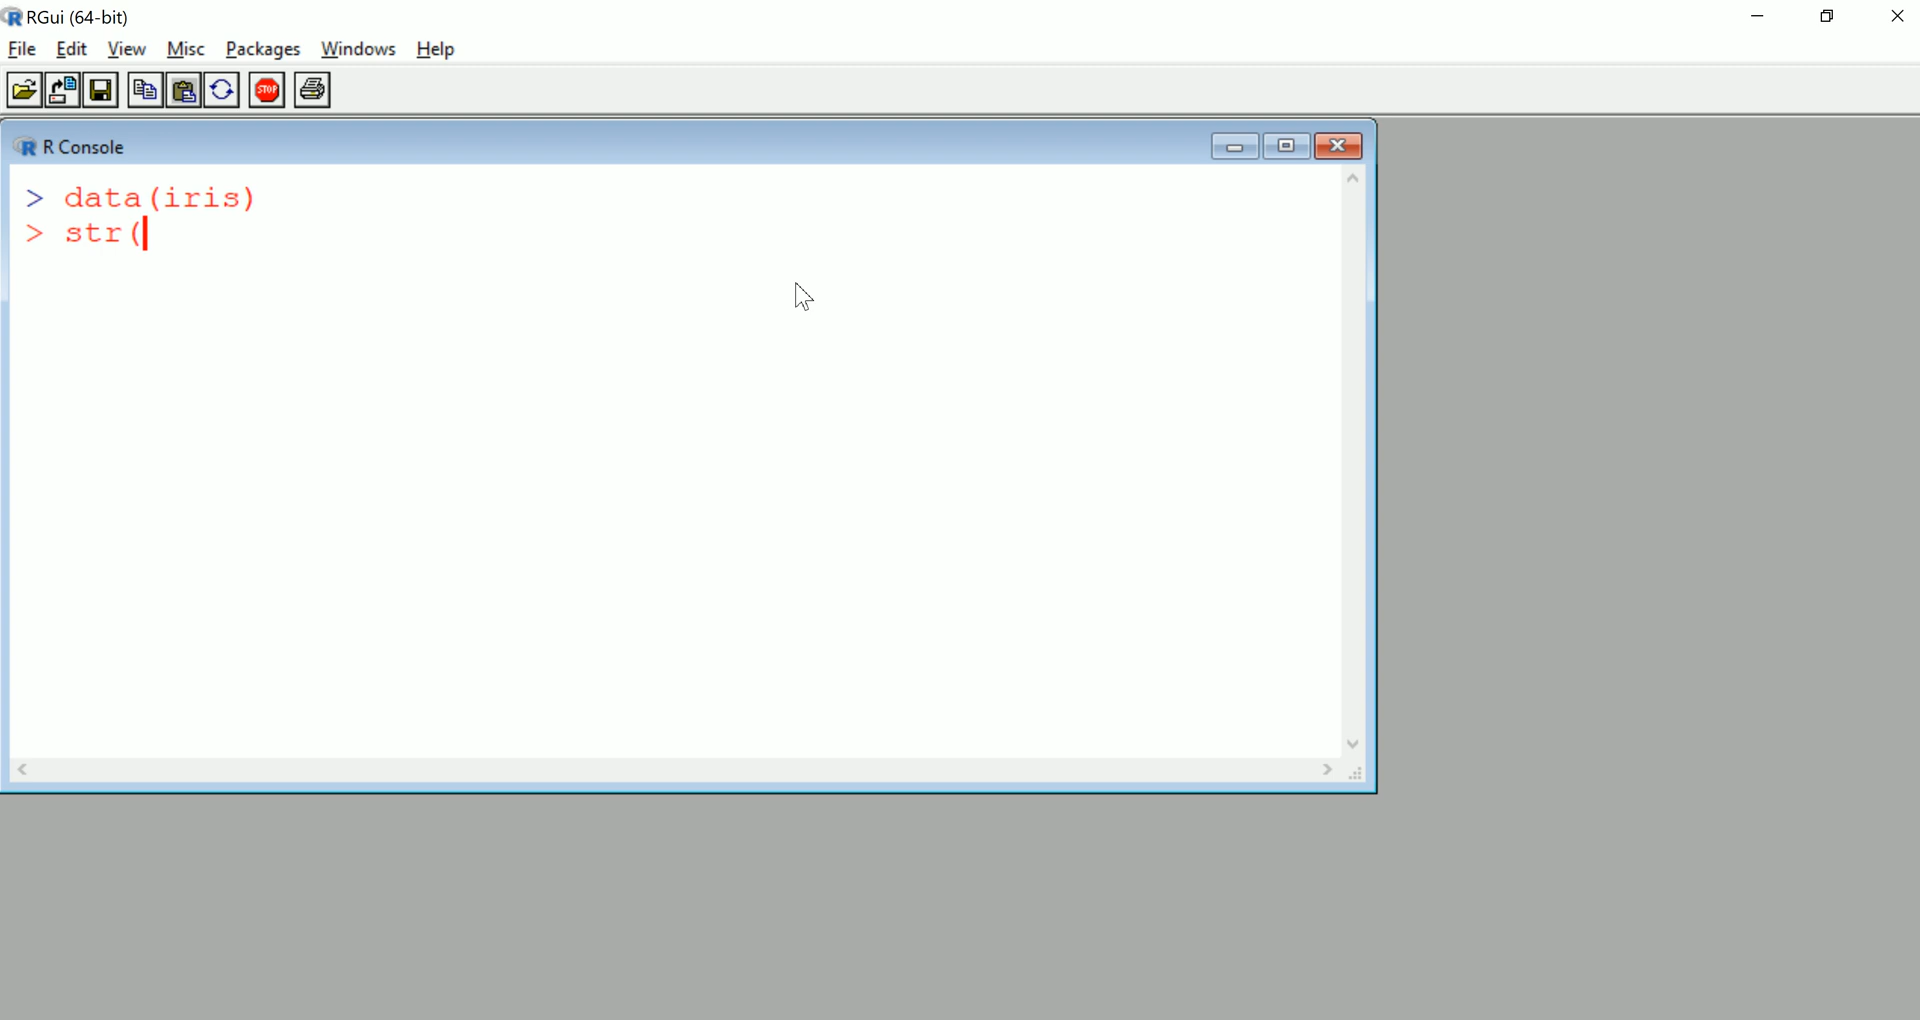 RGui (64-bit)
File Edit View Misc Packages Windows Help
STOP
R Console
> data(iris)
> str(